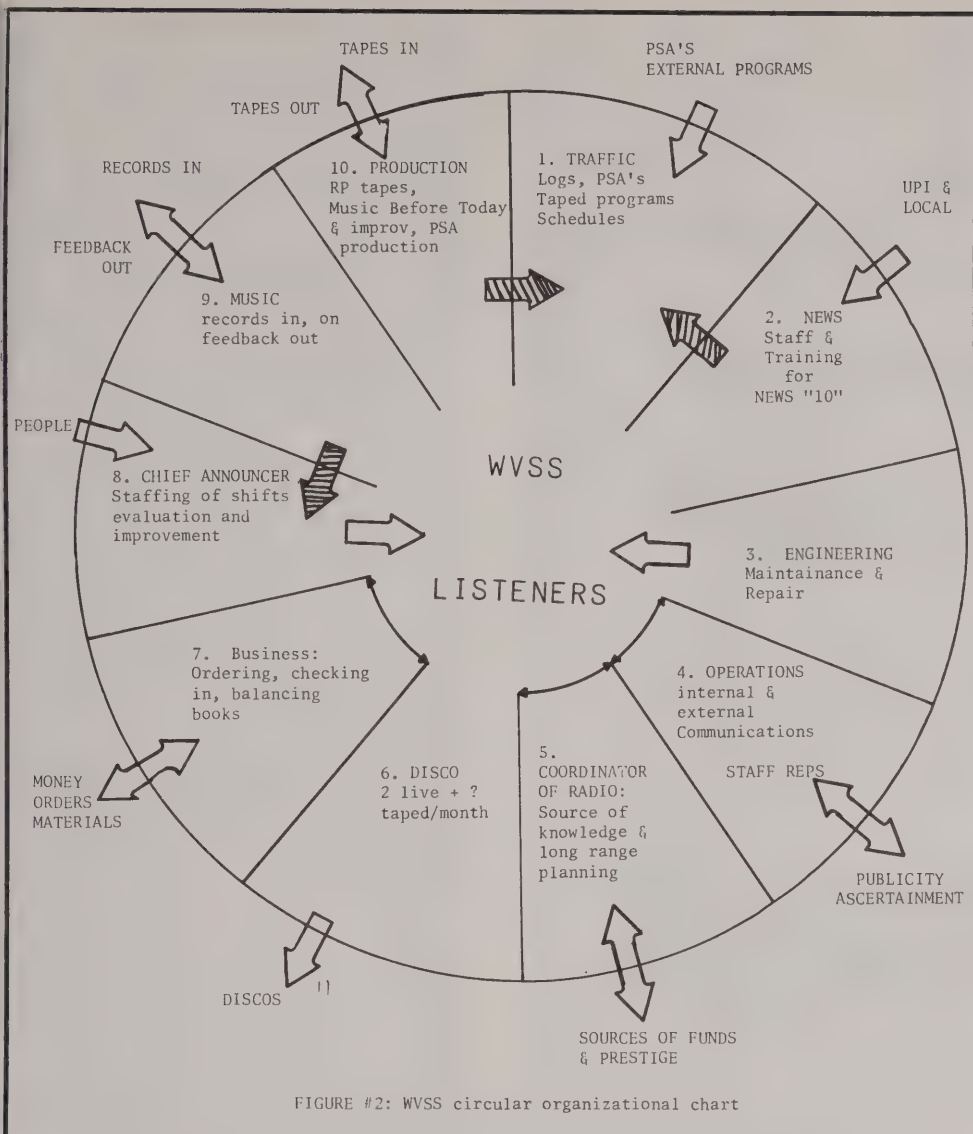 TAPES IN
TAPES OUT
PSA'S
EXTERNAL PROGRAMS
RECORDS IN
FEEDBACK
OUT
UPI &
LOCAL
10. PRODUCTION
RP tapes,
Music Before Today
& improv, PSA
production
1. TRAFFIC
Logs, PSA's
Taped programs
Schedules
9. MUSIC
records in, on
feedback out
2. NEWS
Staff &
Training
for
NEWS "10"
PEOPLE
8. CHIEF ANNOUNCER
Staffing of shifts
evaluation and
improvement
WVSS
LISTENERS
3. ENGINEERING
Maintainance &
Repair
7. Business:
Ordering, checking
in, balancing
books
4. OPERATIONS
internal &
external
Communications
STAFF REPS
6. DISCO
2 live + ?
taped/month
5.
COORDINATOR
OF RADIO:
Source of
knowledge &
long range
planning
MONEY
ORDERS
MATERIALS
PUBLICITY
ASCERTAINMENT
DISCOS
SOURCES OF FUNDS
& PRESTIGE
FIGURE #2: WVSS circular organizational chart